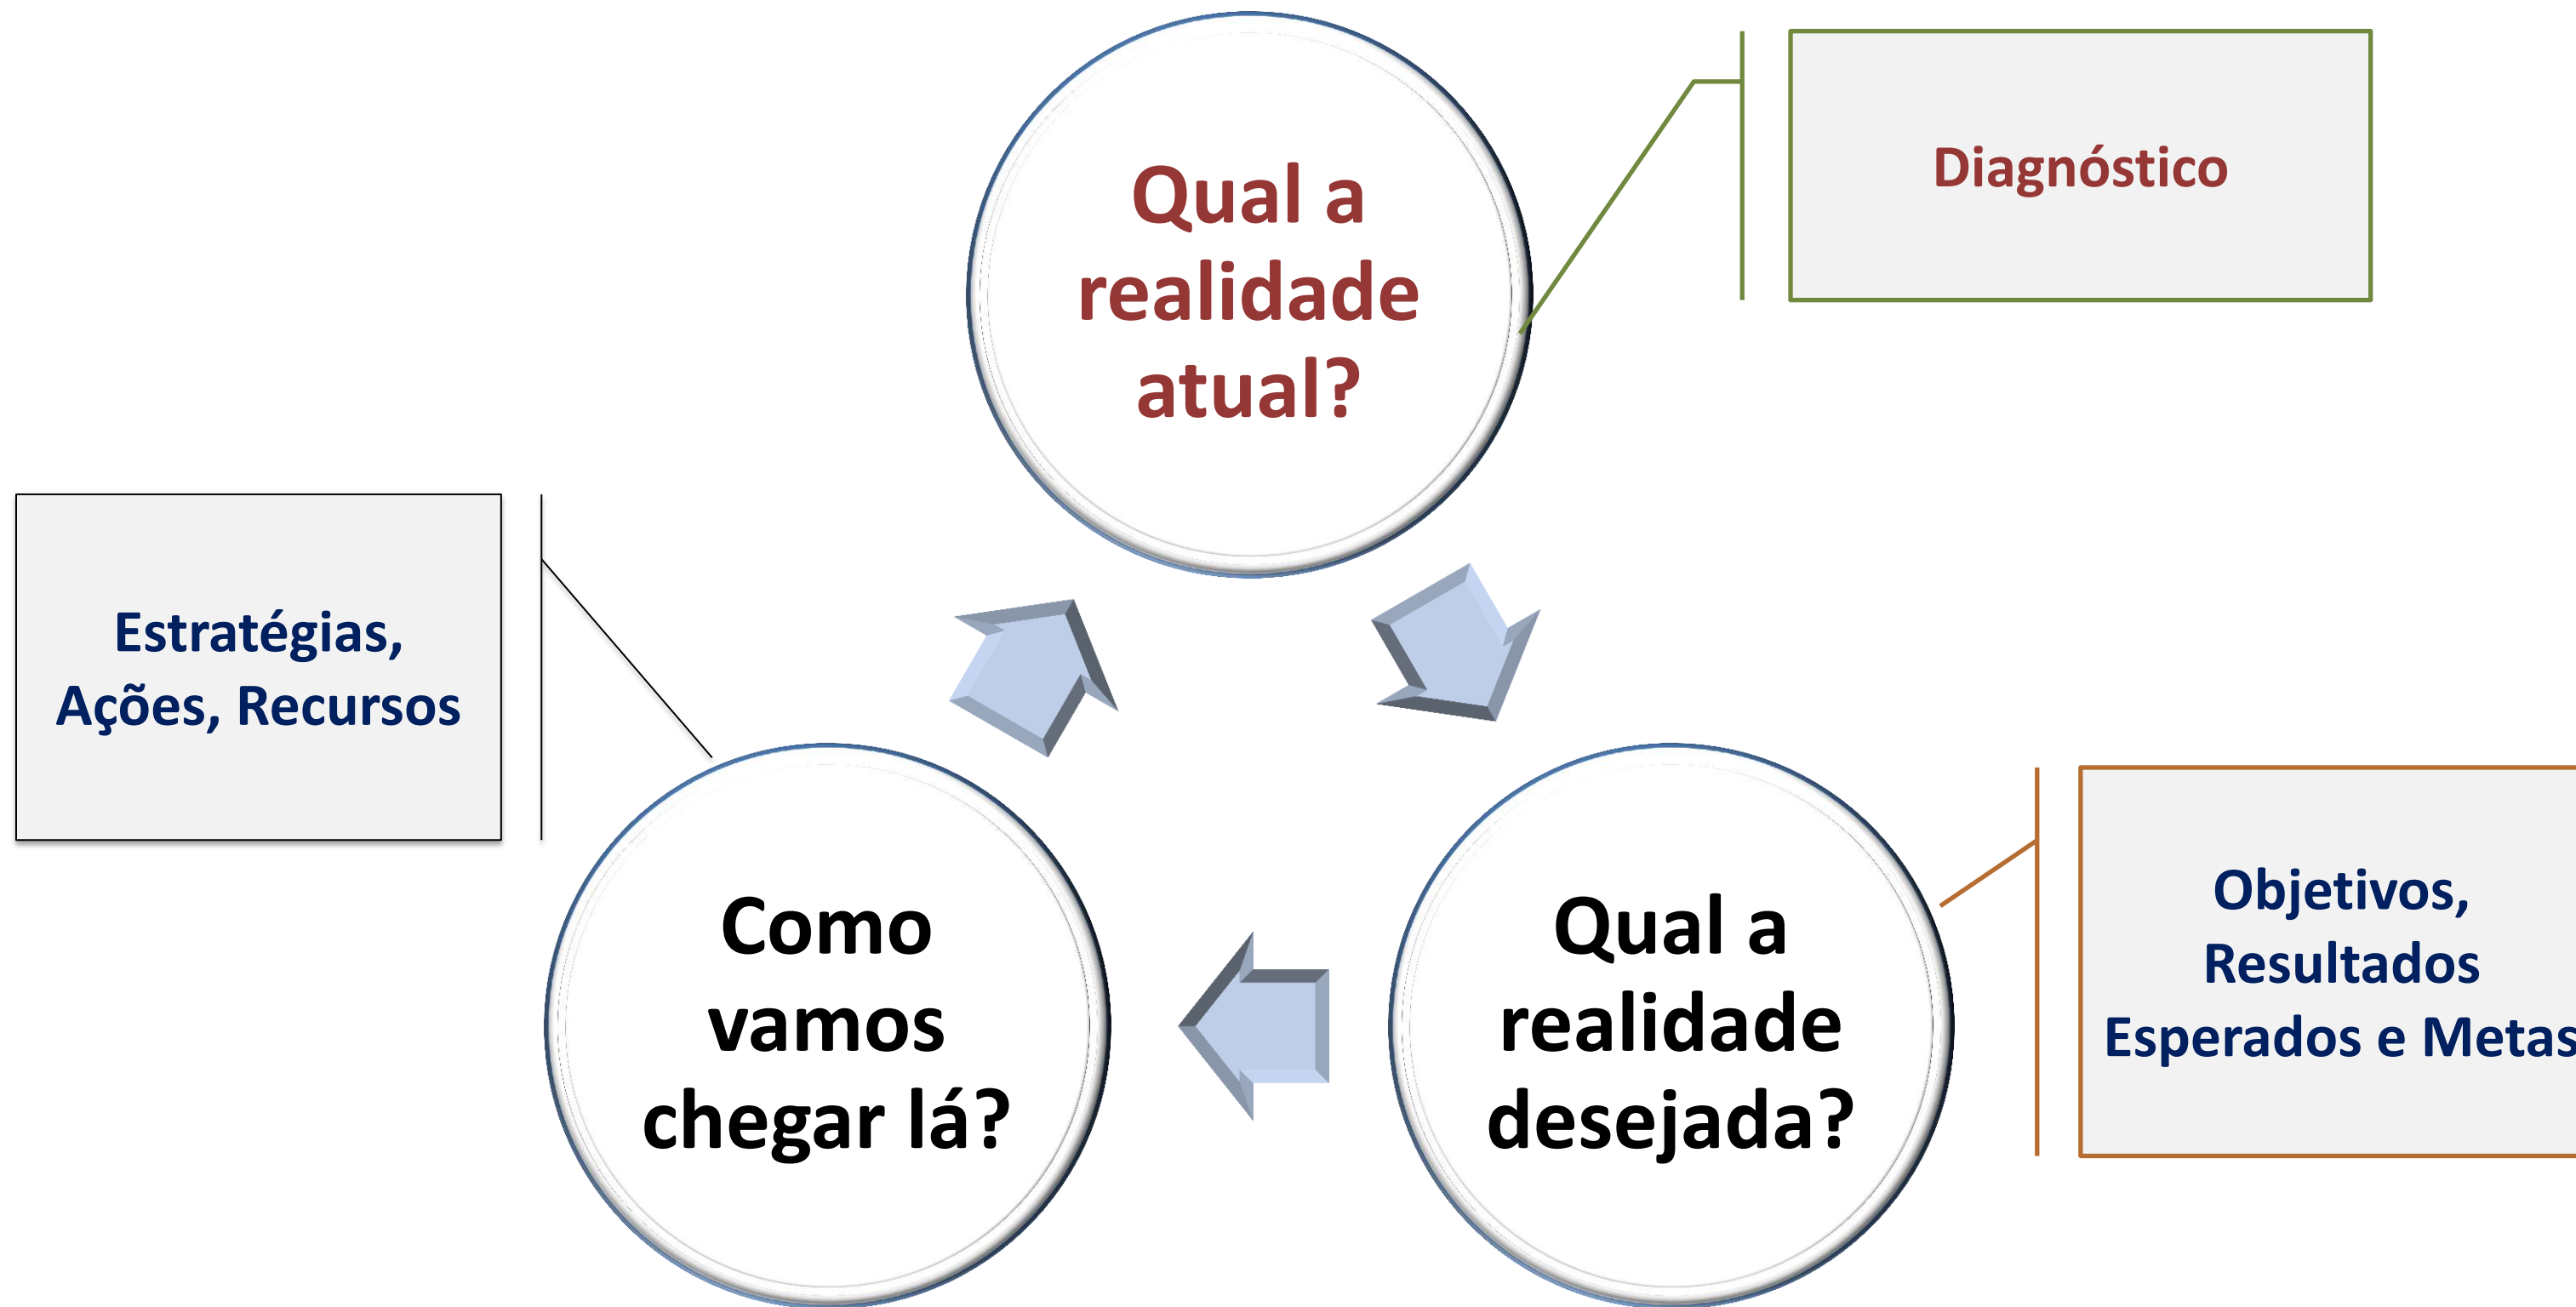 Qual a
realidade
atual?
Diagnóstico
Estratégias,
Ações, Recursos
Como
vamos
chegar lá?
Qual a
realidade
desejada?
Objetivos,
Resultados
Esperados e Metas